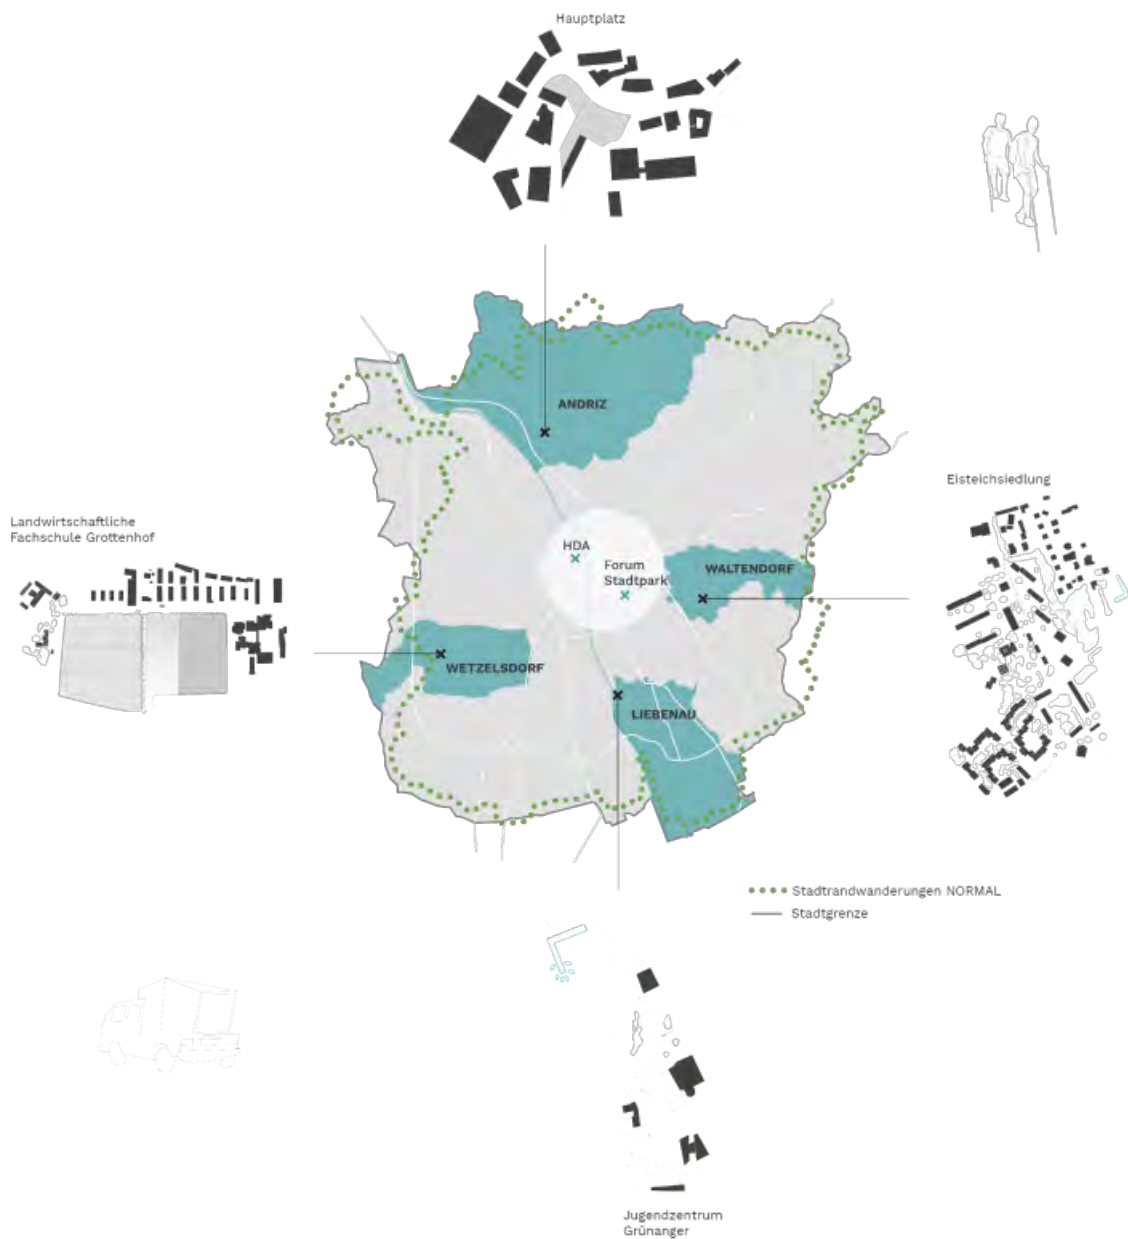 Hauptplatz
ANDRIZ
Eisteichsiedlung
Landwirtschaftliche
Fachschule Grottenhof
HDA
Forum
Stadtpark
WALTENDORF
WETZELSDORF
LIEBENAU
Stadtrandwanderungen NORMAL
Stadtgrenze
Jugendzentrum
Grünanger